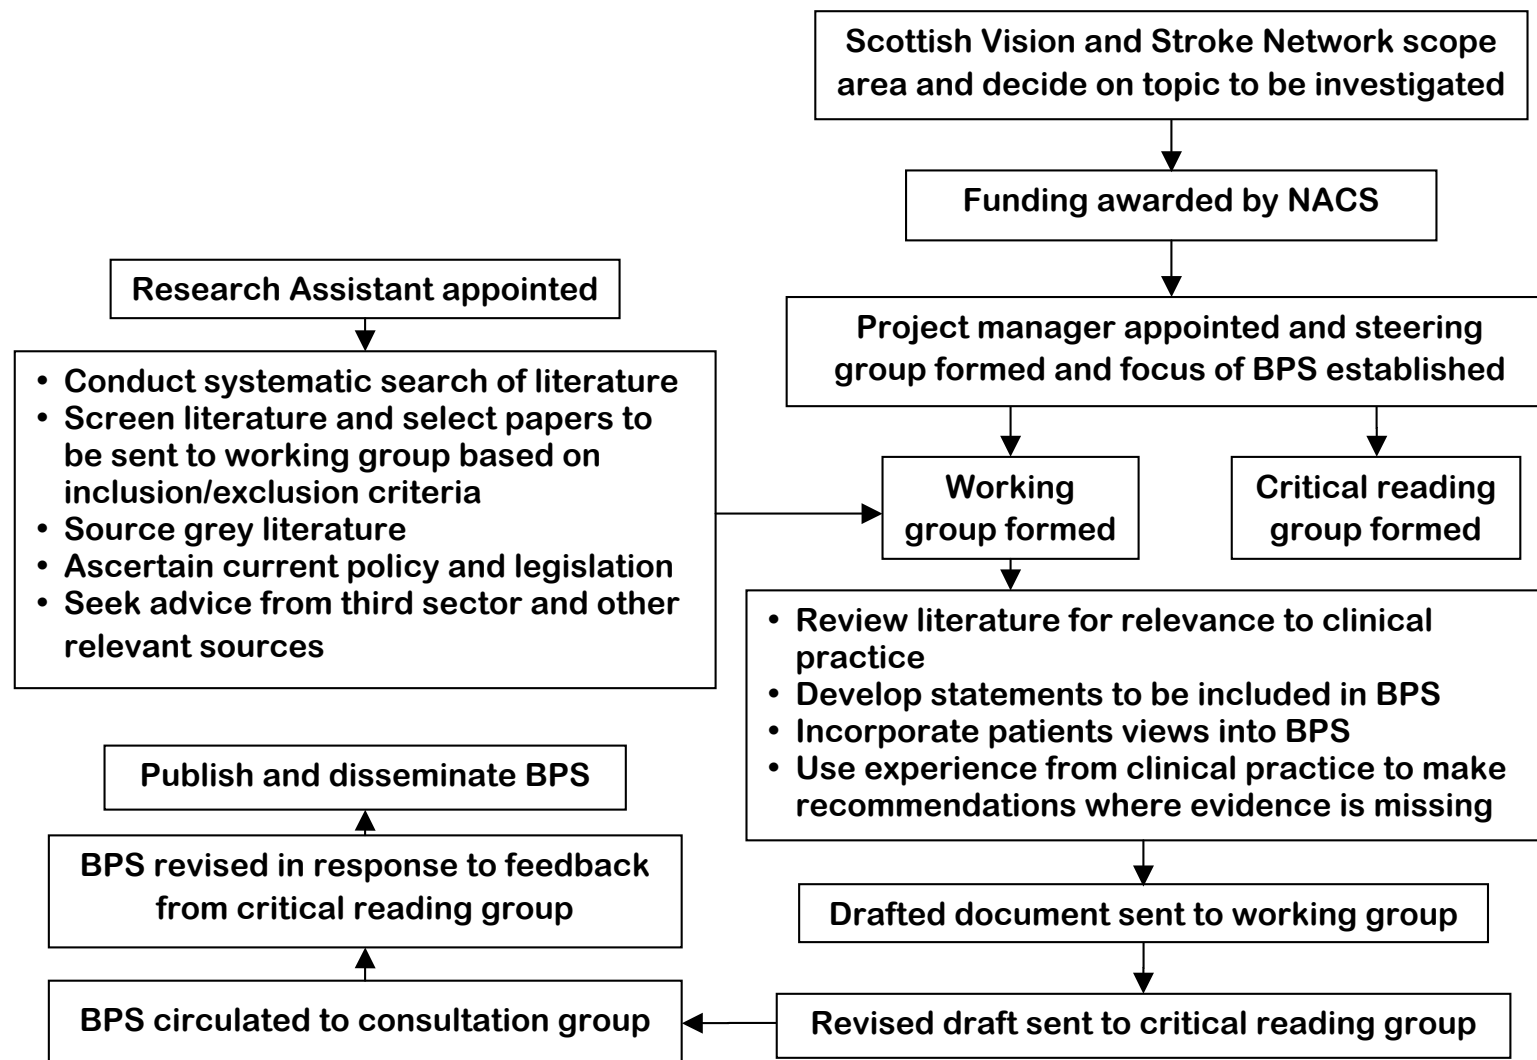 Scottish Vision and Stroke Network scope
area and decide on topic to be investigated
Funding awarded by NACS
Research Assistant appointed
Project manager appointed and steering
group formed and focus of BPS established
• Conduct systematic search of literature
• Screen literature and select papers to
be sent to working group based on
inclusion/exclusion criteria
• Source grey literature
• Ascertain current policy and legislation
• Seek advice from third sector and other
relevant sources
Working
group formed
Critical reading
group formed
• Review literature for relevance to clinical
practice
• Develop statements to be included in BPS
• Incorporate patients views into BPS
• Use experience from clinical practice to make
recommendations where evidence is missing
Drafted document sent to working group
Revised draft sent to critical reading group
BPS circulated to consultation group
BPS revised in response to feedback
from critical reading group
Publish and disseminate BPS